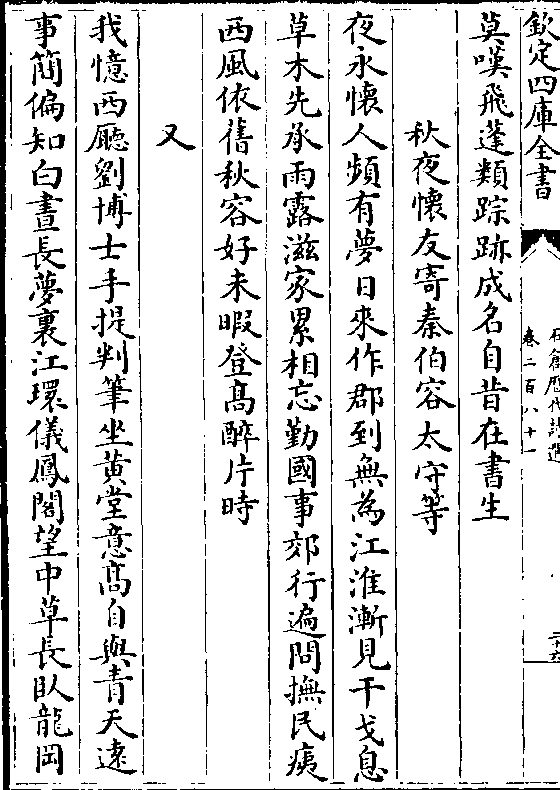 欽定四庫全書
石倉歷代詩選
卷二百八十一
莫嘆飛蓬類踪跡成名自昔在書生
秋夜懷友寄秦伯容太守等
夜永懷人頻有夢日來作郡到無為江淮漸見干戈息
草木先承雨露滋家累相忘勤國事郊行遍問撫民痍
西風依舊秋容好未暇登髙醉片時
又
我憶西廳劉博士手提判筆坐黄堂意髙自與青天遠
事簡偏知白晝長夢裏江環儀鳳閣望中草長臥龍岡